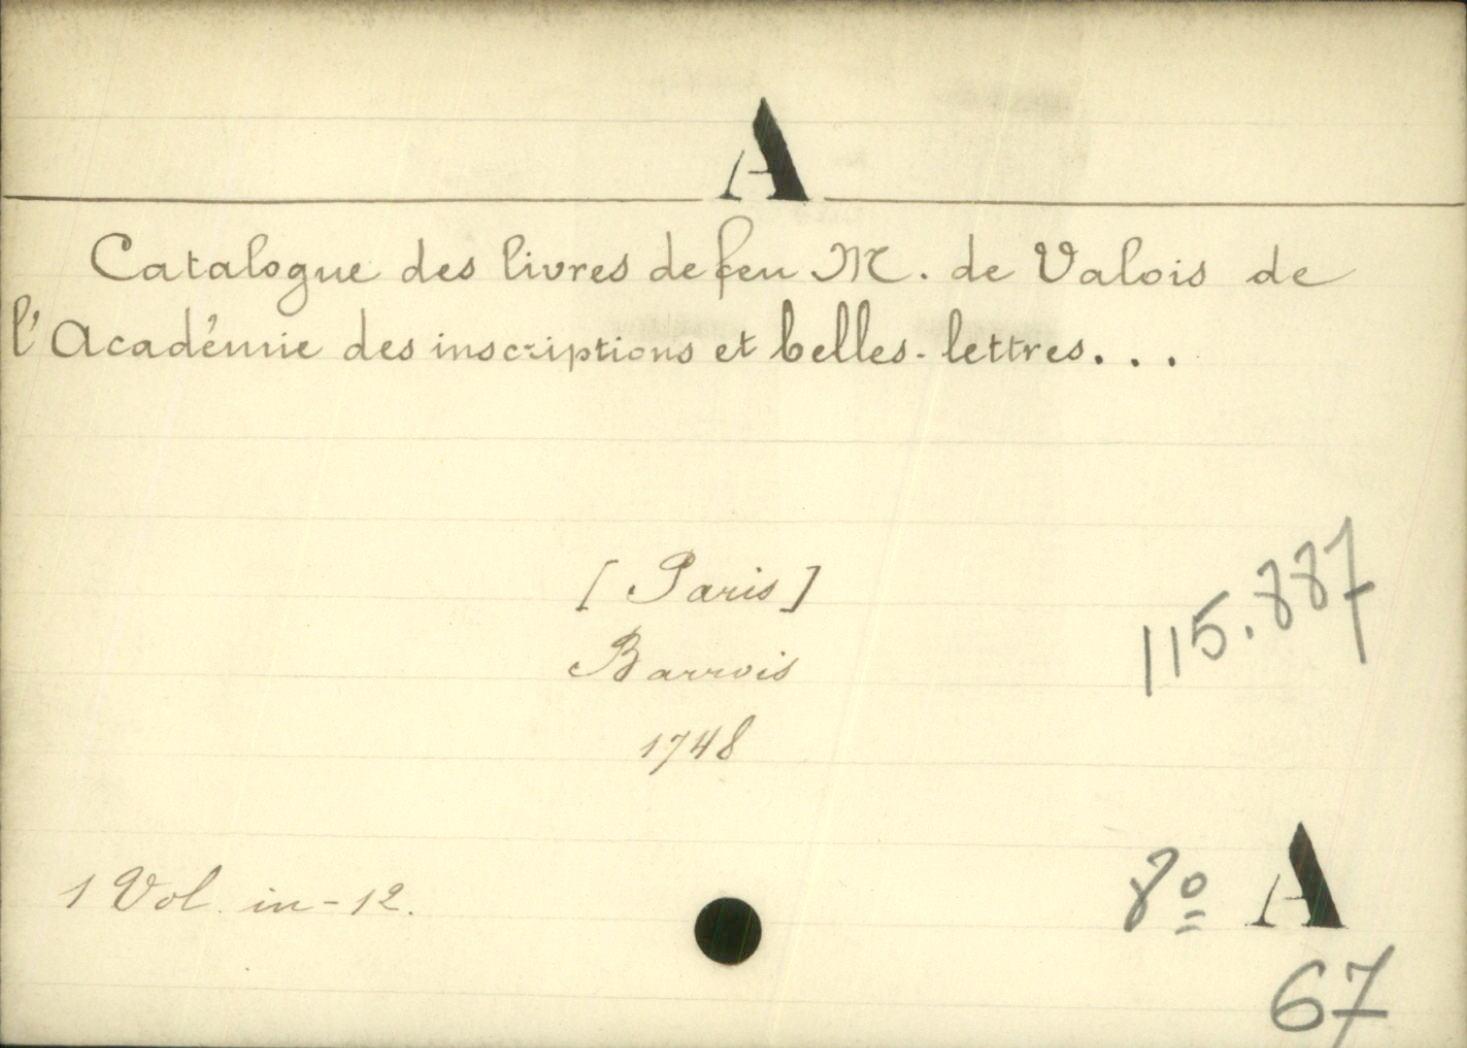 A
Catalogue des livres de feu M. de Valois de
l'Académie des inscriptions et belles-lettres...
[Paris]
Barrois
1748
115.887
1 Vol. in-12.
8º A
67